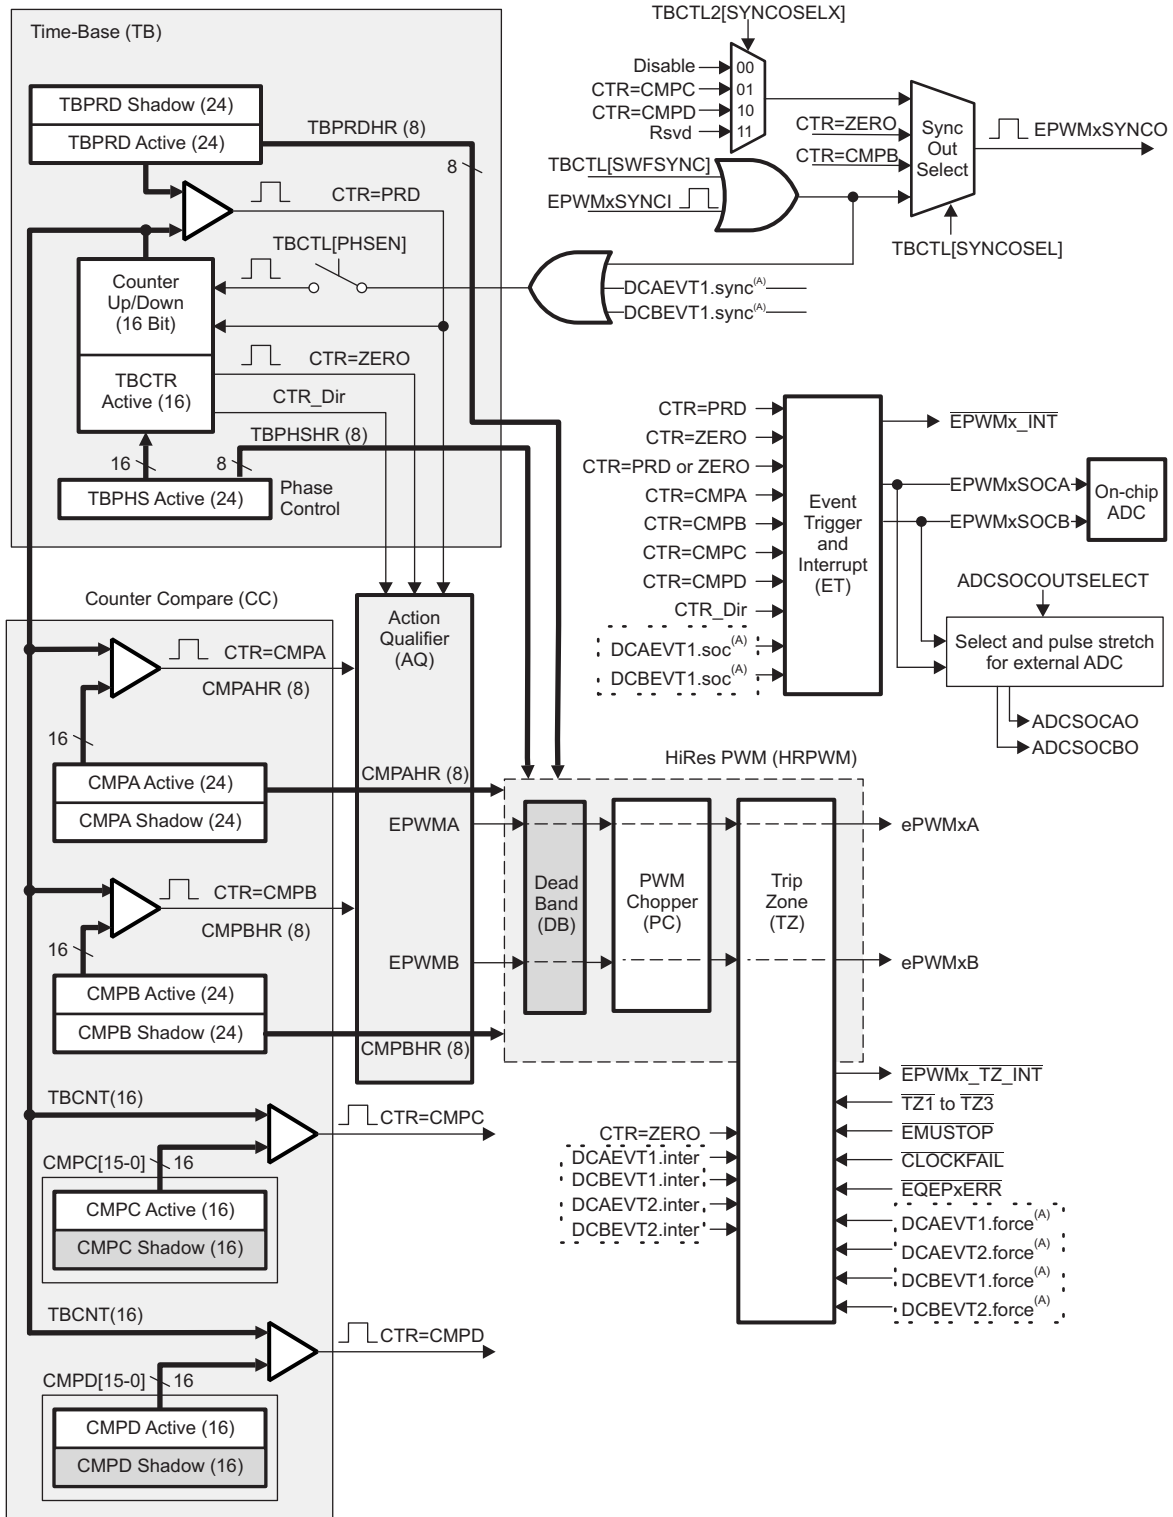 TBCTL2[SYNCOSELX]
Time-Base (TB)
Disable
00
CTR=CMPC
01
CTR=CMPD
10
Rsvd
11
TBPRD Shadow (24)
TBPRD Active (24)
TBPRDHR (8)
8
CTR=ZERO
CTR=CMPB
Sync
Out
Select
EPWMxSYNCO
TBCTL[SWFSYNC]
EPWMxSYNCI
TBCTL[SYNCOSEL]
CTR=PRD
TBCTL[PHSEN]
Counter
Up/Down
(16 Bit)
DCAEVT1.sync(A)
DCBEVT1.sync(A)
CTR=ZERO
TBCTR
Active (16)
CTR_Dir
TBPHSHR (8)
16
8
TBPHS Active (24)
Phase
Control
CTR=PRD
CTR=ZERO
CTR=PRD or ZERO
CTR=CMPA
CTR=CMPB
CTR=CMPC
CTR=CMPD
CTR_Dir
DCAEVT1.soc(A)
DCBEVT1.soc(A)
Event
Trigger
and
Interrupt
(ET)
EPWMx_INT
EPWMxSOCA
EPWMxSOCB
On-chip
ADC
ADCSOCOUTSELECT
Select and pulse stretch
for external ADC
ADCSOCAO
ADCSOCBO
Counter Compare (CC)
Action
Qualifier
(AQ)
CTR=CMPA
CMPAHR (8)
16
CMPA Active (24)
CMPA Shadow (24)
CMPAHR (8)
HiRes PWM (HRPWM)
EPWMA
ePWMxA
CTR=CMPB
CMPBHR (8)
16
Dead
Band
(DB)
PWM
Chopper
(PC)
Trip
Zone
(TZ)
EPWMB
ePWMxB
CMPB Active (24)
CMPB Shadow (24)
CMPBHR (8)
TBCNT(16)
CTR=CMPC
CMPC[15-0]
16
CMPC Active (16)
CMPC Shadow (16)
EPWMx_TZ_INT
TZ1 to TZ3
EMUSTOP
CLOCKFAIL
EQEPxERR
DCAEVT1.force(A)
DCAEVT2.force(A)
DCBEVT1.force(A)
DCBEVT2.force(A)
CTR=ZERO
DCAEVT1.inter
DCBEVT1.inter
DCAEVT2.inter
DCBEVT2.inter
TBCNT(16)
CTR=CMPD
CMPD[15-0]
16
CMPD Active (16)
CMPD Shadow (16)